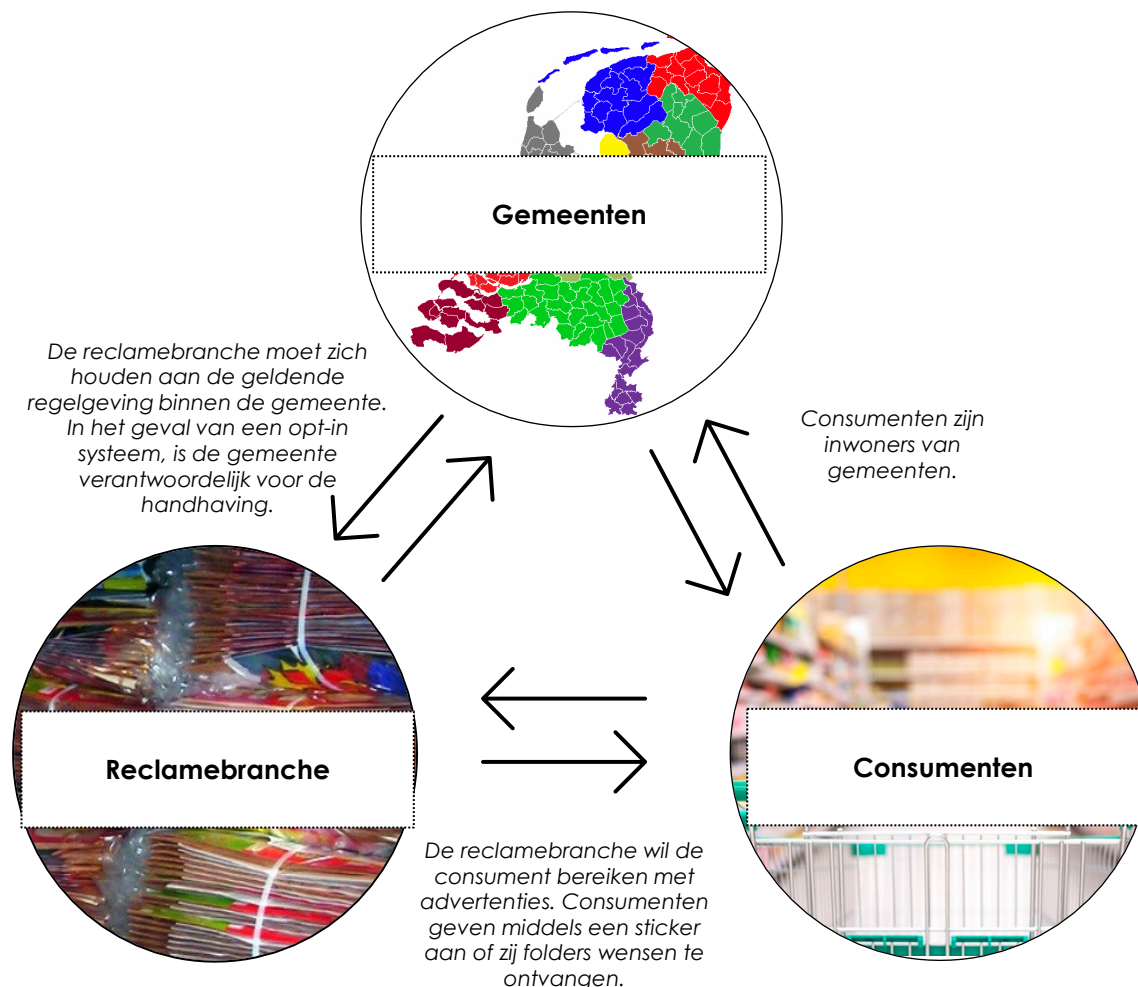 Gemeenten
De reclamebranche moet zich
houden aan de geldende
regelgeving binnen de gemeente.
In het geval van een opt-in
systeem, is de gemeente
verantwoordelijk voor de
handhaving.
Consumenten zijn
inwoners van
gemeenten.
Reclamebranche
Consumenten
De reclamebranche wil de
consument bereiken met
advertenties. Consumenten
geven middels een sticker
aan of zij folders wensen te
ontvangen.